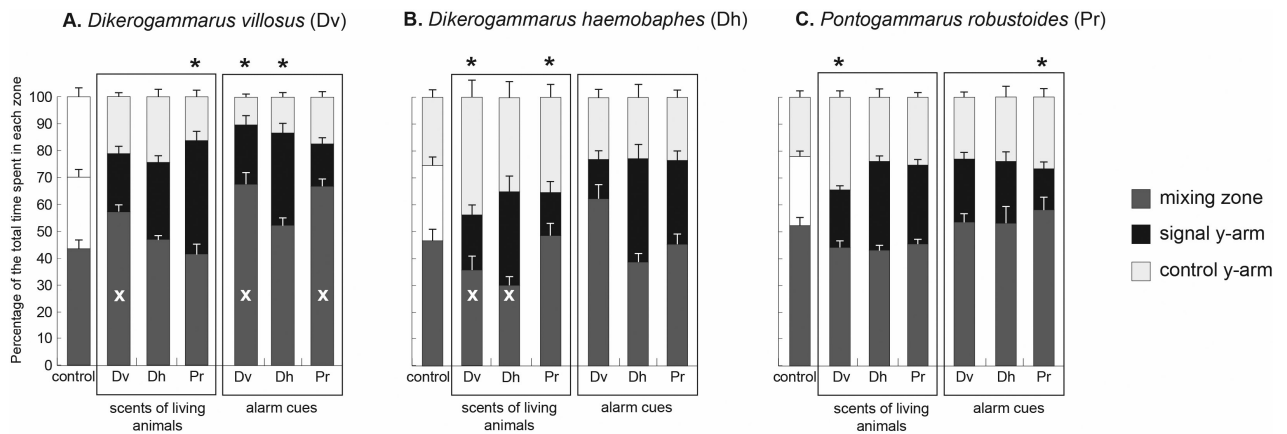 A. Dikerogammarus villosus (Dv)
B. Dikerogammarus haemobaphes (Dh)
C. Pontogammarus robustoides (Pr)
* * *
* *
* *
Percentage of the total time spent in each zone
100
90
80
70
60
50
40
30
20
10
0
x x x
x x
control Dv Dh Pr Dv Dh Pr
scents of living
animals
alarm cues
control Dv Dh Pr Dv Dh Pr
scents of living
animals
alarm cues
control Dv Dh Pr Dv Dh Pr
scents of living
animals
alarm cues
mixing zone
signal y-arm
control y-arm